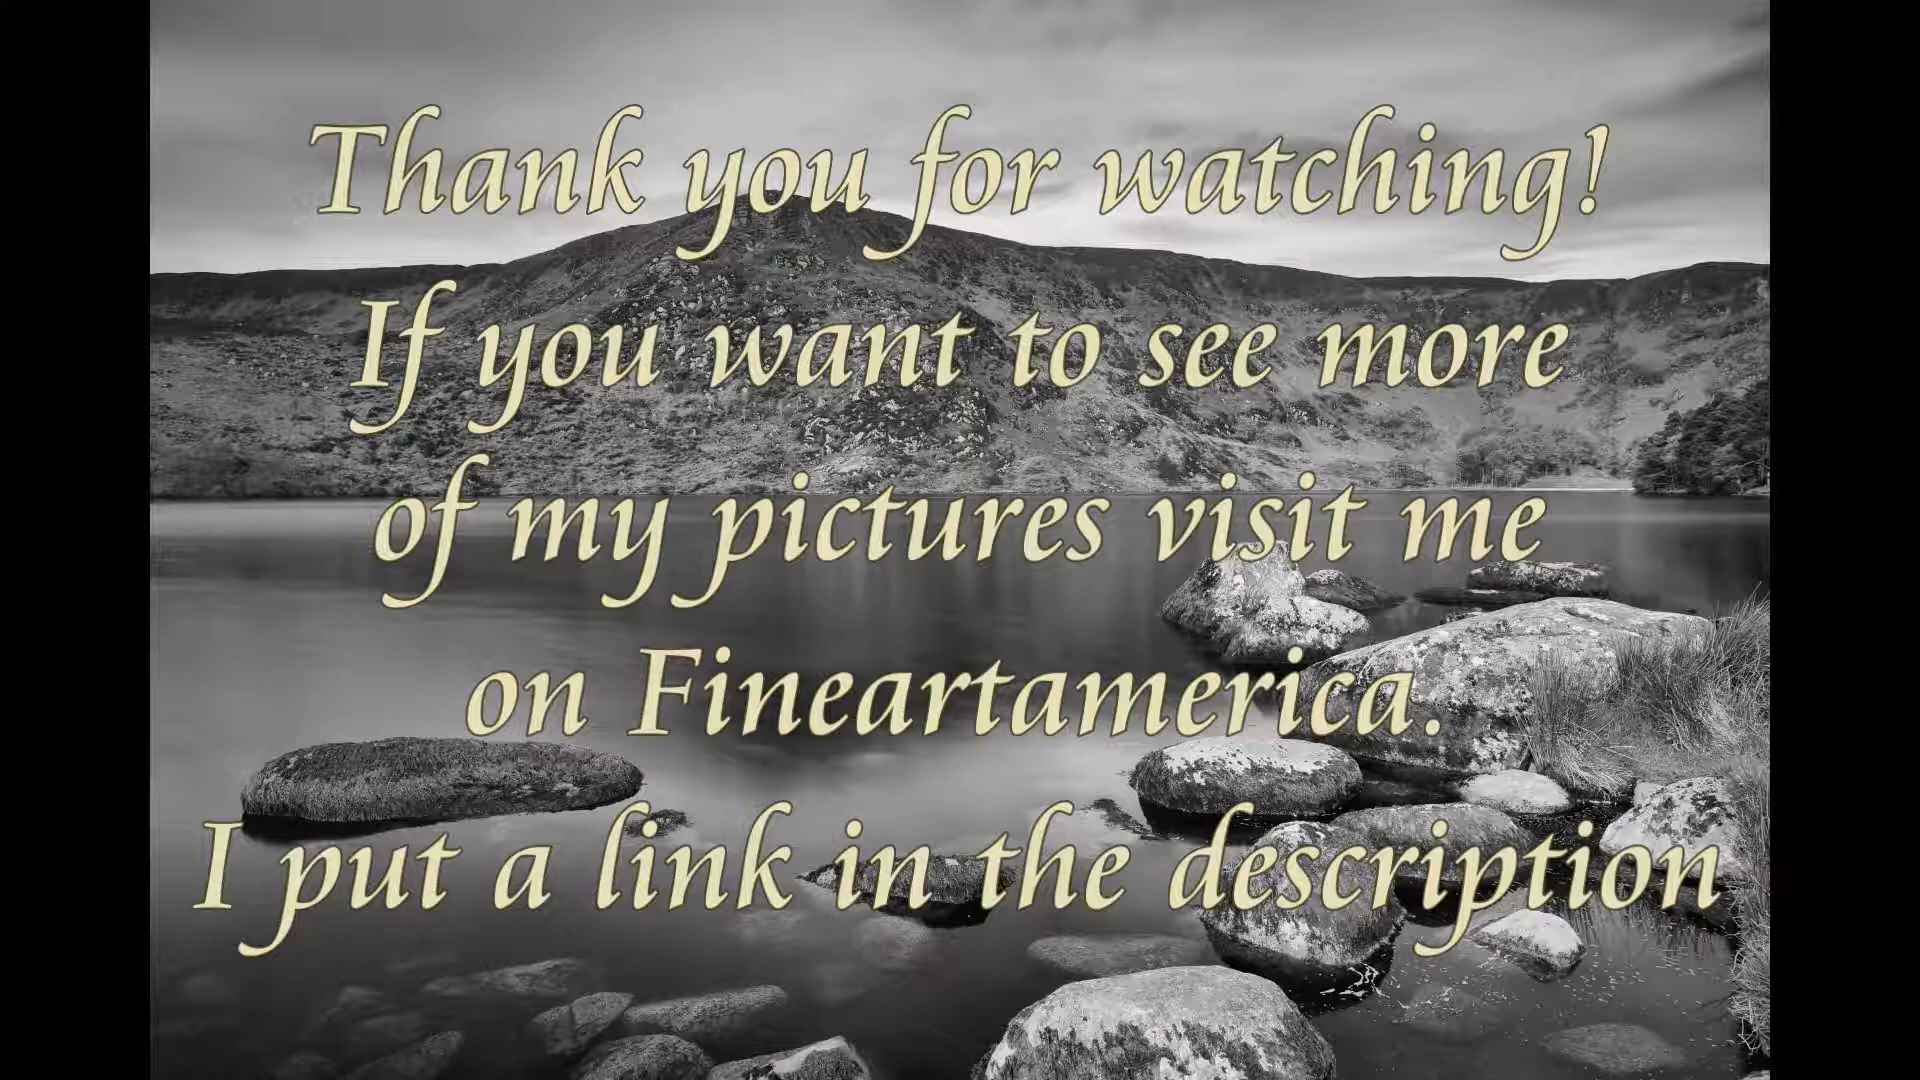 Thank you for watching!
If you want to see more
of my pictures visit me
on Fineartamerica.
I put a link in the description